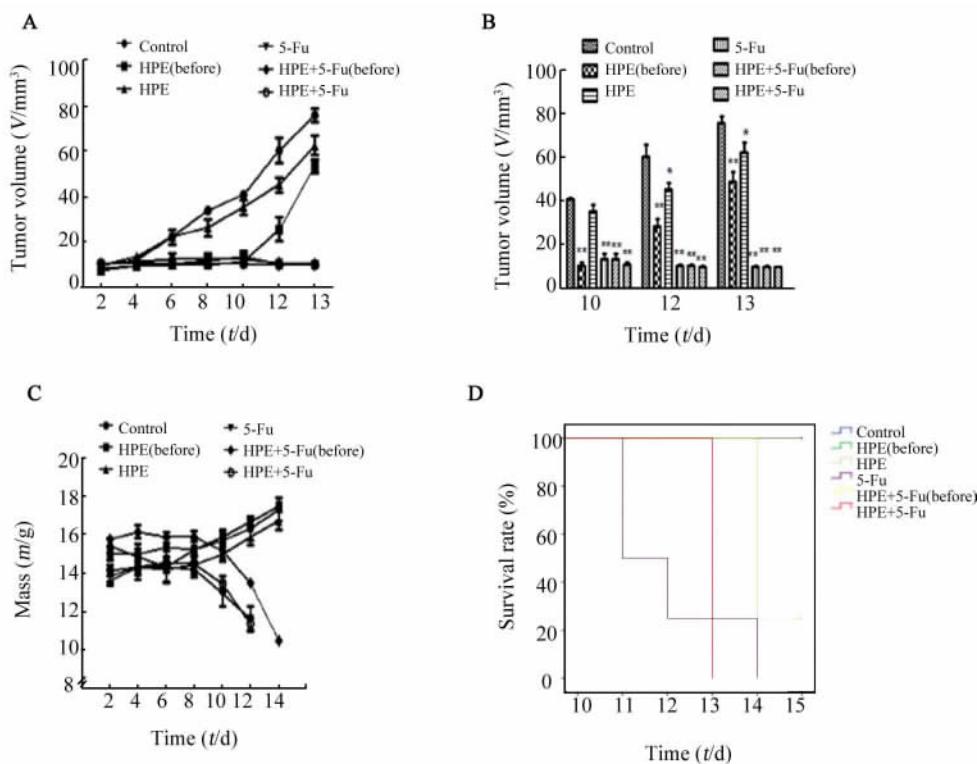 A
Control
HPE(before)
HPE
5-Fu
HPE+5-Fu(before)
HPE+5-Fu
Tumor volume (V/mm³)
100
80
60
40
20
0
2 4 6 8 10 12 13
Time (t/d)
B
Control
HPE(before)
HPE
5-Fu
HPE+5-Fu(before)
HPE+5-Fu
Tumor volume (V/mm³)
100
80
60
40
20
0
**
** ** **
**
*
** ** **
**
*
** ** **
10 12 13
Time (t/d)
C
Control
HPE(before)
HPE
5-Fu
HPE+5-Fu(before)
HPE+5-Fu
Mass (m/g)
20
18
16
14
12
10
8
2 4 6 8 10 12 14
Time (t/d)
D
Survival rate (%)
100
80
60
40
20
0
10 11 12 13 14 15
Time (t/d)
Control
HPE(before)
HPE
5-Fu
HPE+5-Fu(before)
HPE+5-Fu